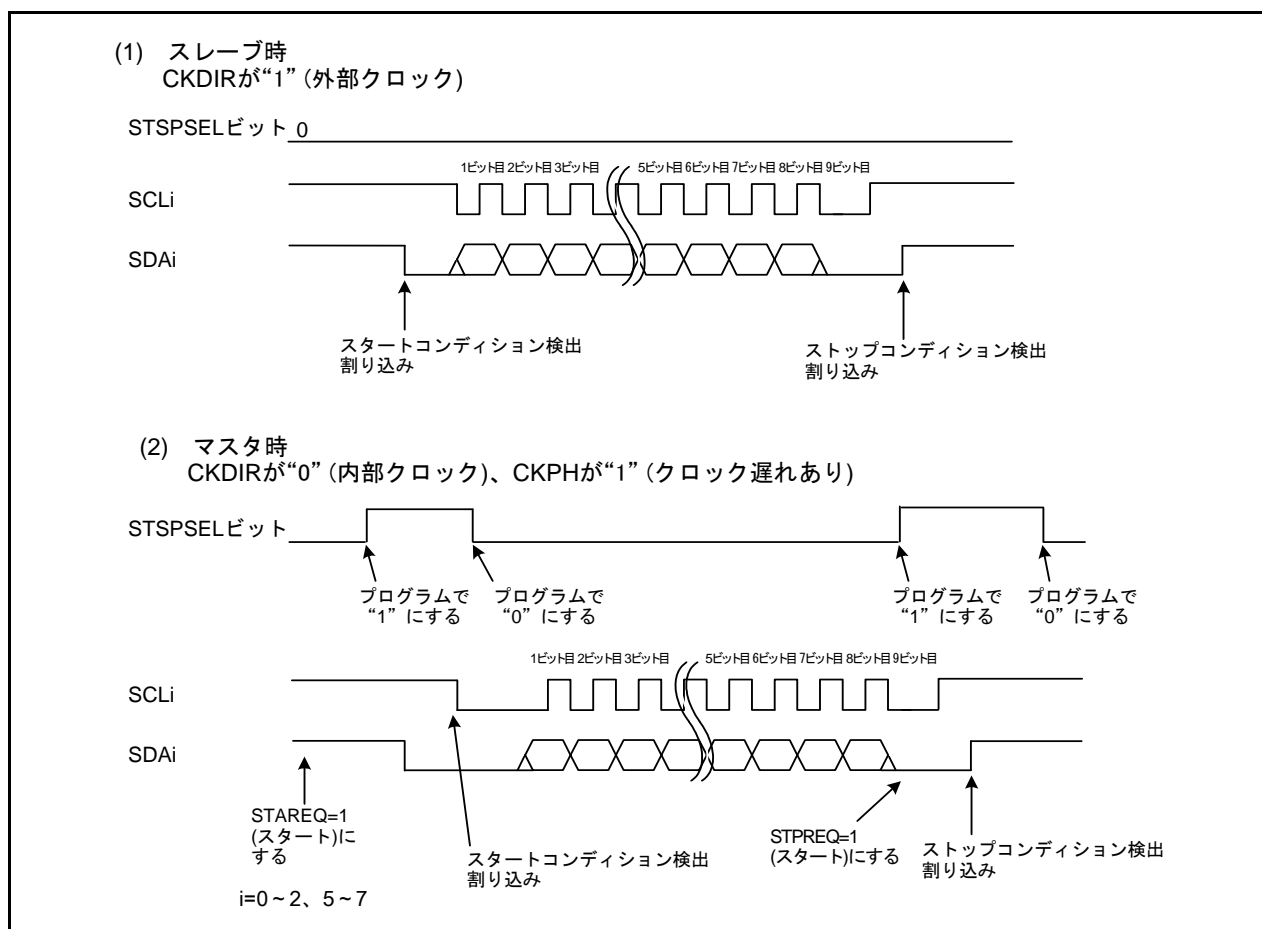 (1) スレーブ時
CKDIRが“1” (外部クロック)
STSPSELビット 0
1ビット目 2ビット目 3ビット目 5ビット目 6ビット目 7ビット目 8ビット目 9ビット目
SCLi
SDAi
スタートコンディション検出
割り込み
ストップコンディション検出
割り込み
(2) マスタ時
CKDIRが“0” (内部クロック)、CKPHが“1” (クロック遅れあり)
STSPSELビット
プログラムで
“1” にする
プログラムで
“0” にする
プログラムで
“1” にする
プログラムで
“0” にする
1ビット目 2ビット目 3ビット目 5ビット目 6ビット目 7ビット目 8ビット目 9ビット目
SCLi
SDAi
STAREQ=1
(スタート)に
する
スタートコンディション検出
割り込み
STPREQ=1
(スタート)にする
ストップコンディション検出
割り込み
i=0~2、5~7